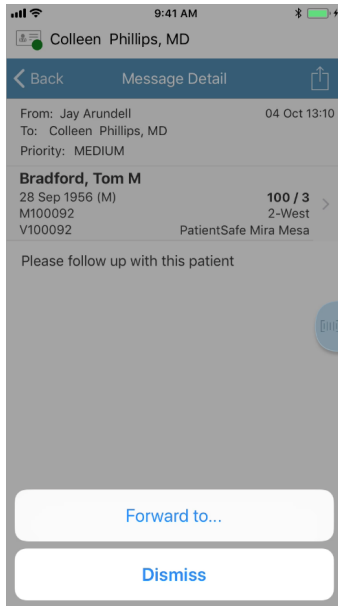 9:41 AM
Colleen Phillips, MD
Back Message Detail
From: Jay Arundell 04 Oct 13:10
To: Colleen Phillips, MD
Priority: MEDIUM
Bradford, Tom M
28 Sep 1956 (M) 100 / 3
M100092 2-West
V100092 PatientSafe Mira Mesa
Please follow up with this patient
Forward to...
Dismiss